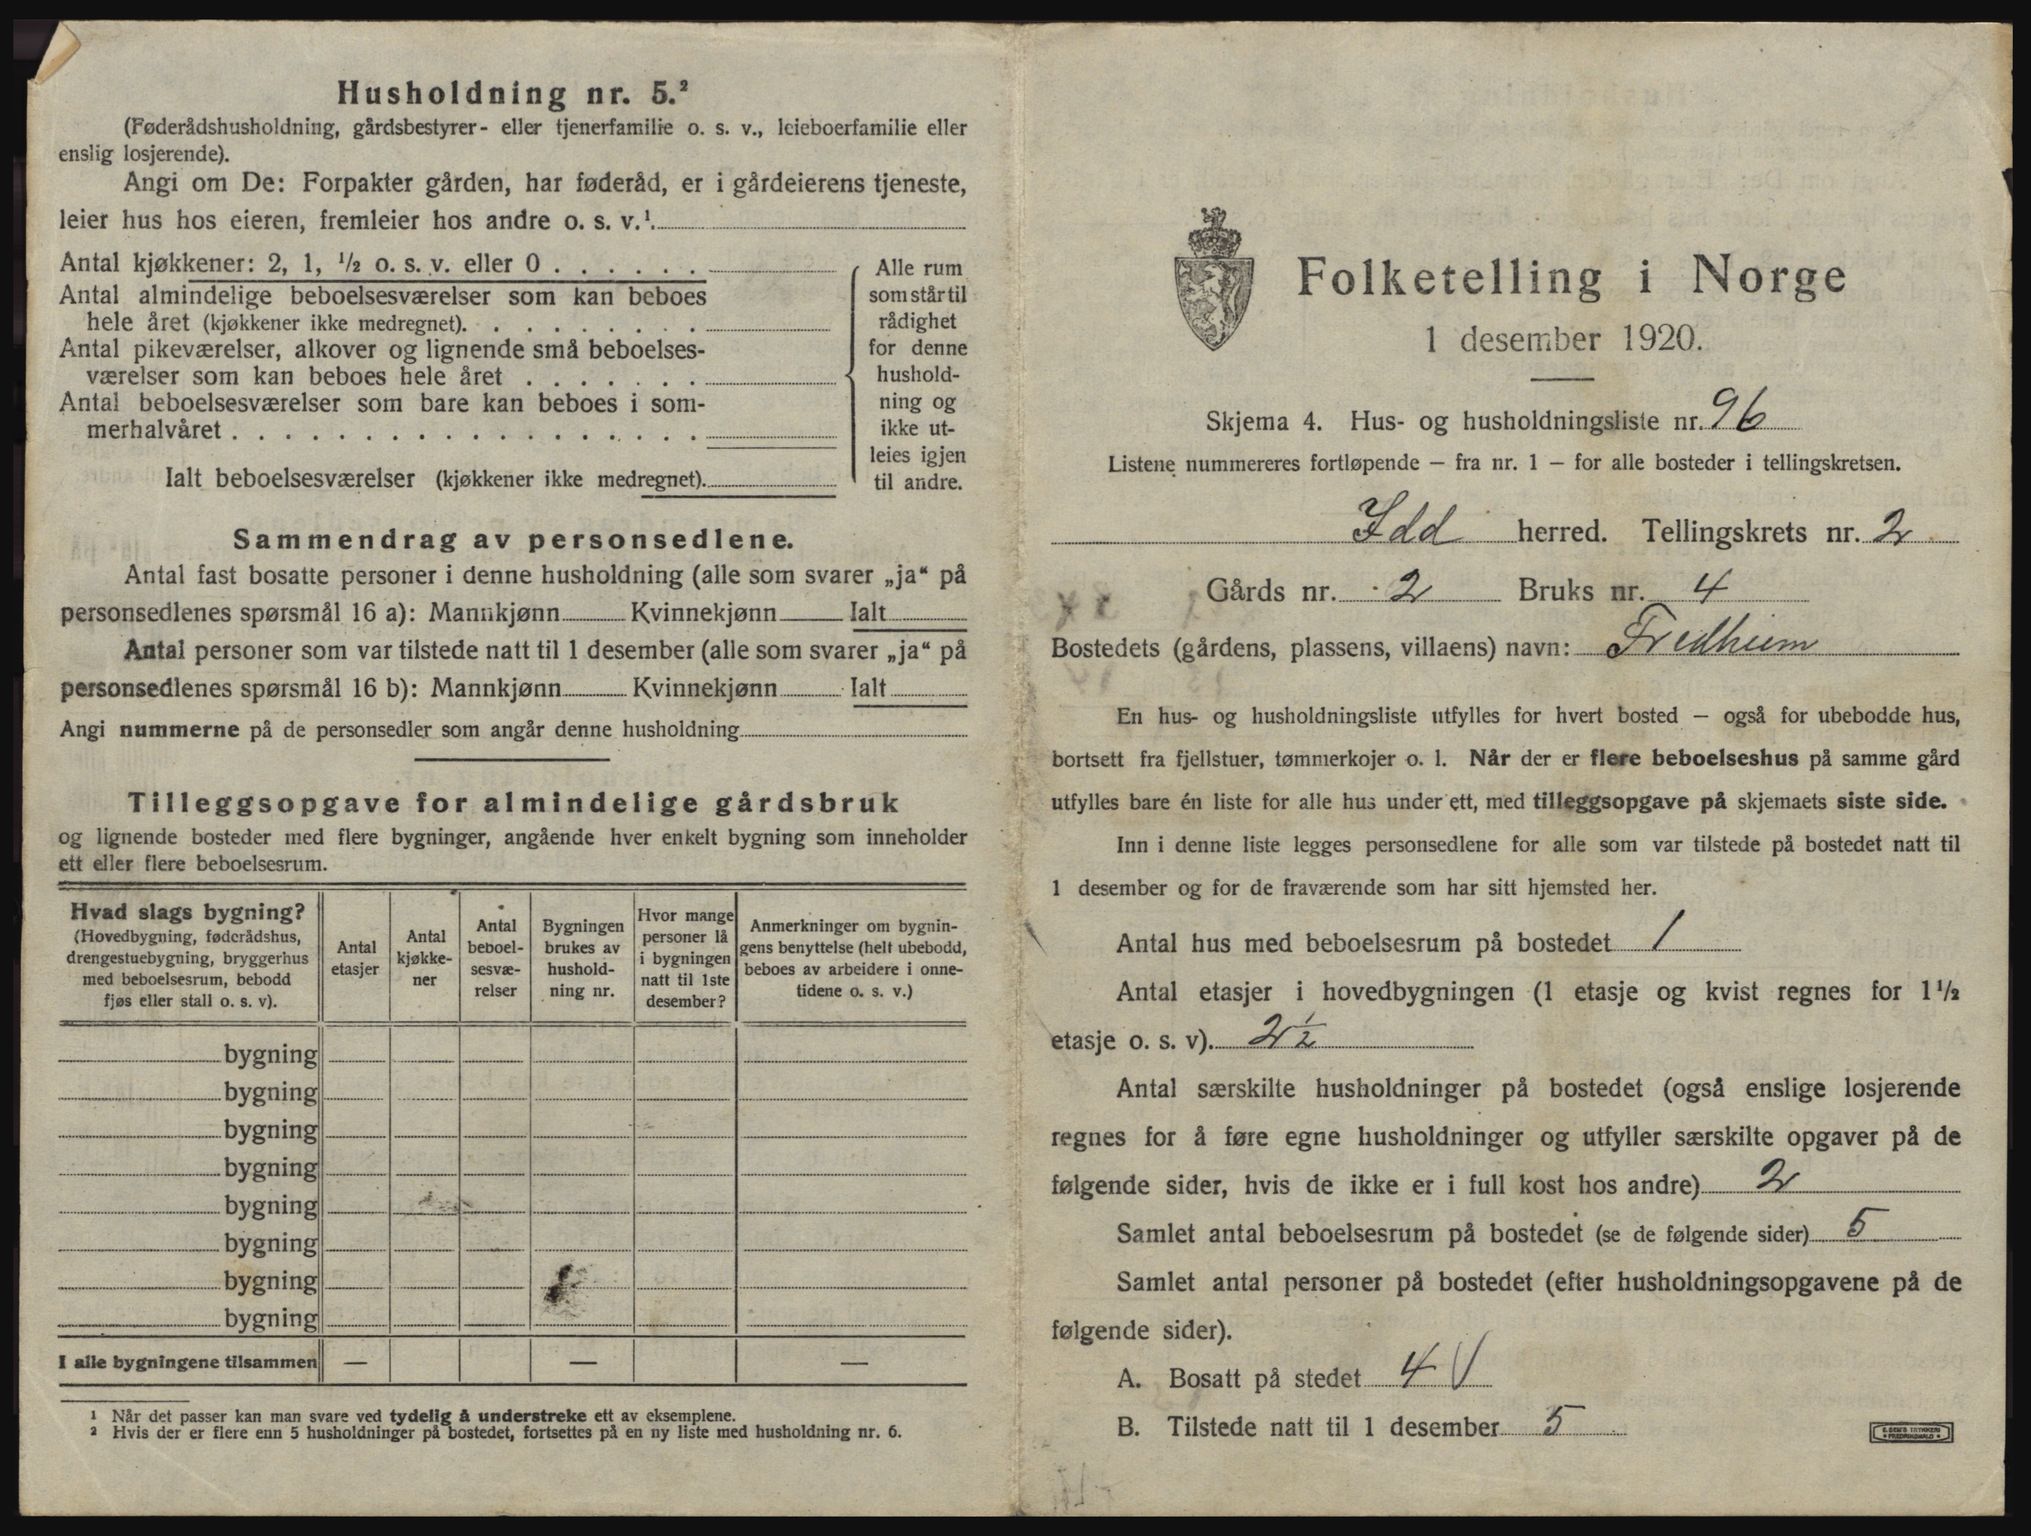 Husholdning nr. 5.²
(Føderådshusholdning, gårdsbestyrer- eller tjenerfamilie o. s. v., leieboerfamilie eller
enslig losjerende).
Angi om De: Forpakter gården, har føderåd, er i gårdeierens tjeneste,
leier hus hos eieren, fremleier hos andre o. s. v.¹
Antal kjøkkener: 2, 1, ½ o. s. v. eller 0 . . . . . .
Antal almindelige beboelsesværelser som kan beboes
hele året (kjøkkener ikke medregnet). . . . . . . . .
Antal pikeværelser, alkover og lignende små beboelses-
værelser som kan beboes hele året . . . . . . .
Antal beboelsesværelser som bare kan beboes i som-
merhalvåret . . . . . . . . . . . . . . . . . .
Ialt beboelsesværelser (kjøkkener ikke medregnet).
Alle rum
som står til
rådighet
for denne
hushold-
ning og
ikke ut-
leies igjen
til andre.
Sammendrag av personsedlene.
Antal fast bosatte personer i denne husholdning (alle som svarer „ja“ på
personsedlenes spørsmål 16 a): Mannkjønn Kvinnekjønn Ialt
Antal personer som var tilstede natt til 1 desember (alle som svarer „ja“ på
personsedlenes spørsmål 16 b): Mannkjønn Kvinnekjønn Ialt
Angi nummerne på de personsedler som angår denne husholdning
Tilleggsopgave for almindelige gårdsbruk
og lignende bosteder med flere bygninger, angående hver enkelt bygning som inneholder
ett eller flere beboelsesrum.
Hvad slags bygning?
(Hovedbygning, føderådshus,
drengestuebygning, bryggerhus
med beboelsesrum, bebodd
fjøs eller stall o. s. v).
Antal
etasjer
Antal
kjøkke-
ner
Antal
beboel-
sesvæ-
relser
Bygningen
brukes av
hushold-
ning nr.
Hvor mange
personer lå
i bygningen
natt til 1ste
desember?
Anmerkninger om bygnin-
gens benyttelse (helt ubebodd,
beboes av arbeidere i onne-
tidene o. s. v.)
bygning
bygning
bygning
bygning
bygning
bygning
bygning
bygning
I alle bygningene tilsammen — — —
¹ Når det passer kan man svare ved tydelig å understreke ett av eksemplene.
² Hvis der er flere enn 5 husholdninger på bostedet, fortsettes på en ny liste med husholdning nr. 6.
Folketelling i Norge
1 desember 1920.
Skjema 4. Hus- og husholdningsliste nr. 96
Listene nummereres fortløpende – fra nr. 1 – for alle bosteder i tellingskretsen.
Idd herred. Tellingskrets nr. 2
Gårds nr. 2 Bruks nr. 4
Bostedets (gårdens, plassens, villaens) navn: Fredheim
En hus- og husholdningsliste utfylles for hvert bosted – også for ubebodde hus,
bortsett fra fjellstuer, tømmerkojer o. l. Når der er flere beboelseshus på samme gård
utfylles bare én liste for alle hus under ett, med tilleggsopgave på skjemaets siste side.
Inn i denne liste legges personsedlene for alle som var tilstede på bostedet natt til
1 desember og for de fraværende som har sitt hjemsted her.
Antal hus med beboelsesrum på bostedet 1
Antal etasjer i hovedbygningen (1 etasje og kvist regnes for 1½
etasje o. s. v). 2½
Antal særskilte husholdninger på bostedet (også enslige losjerende
regnes for å føre egne husholdninger og utfyller særskilte opgaver på de
følgende sider, hvis de ikke er i full kost hos andre) 2
Samlet antal beboelsesrum på bostedet (se de følgende sider) 5
Samlet antal personer på bostedet (efter husholdningsopgavene på de
følgende sider).
A. Bosatt på stedet 4
B. Tilstede natt til 1 desember 5